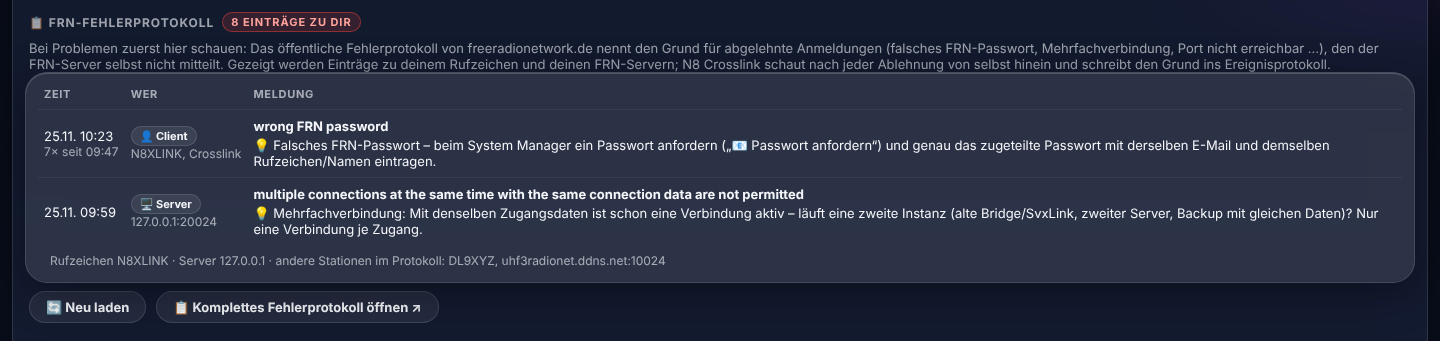 📋 FRN-FEHLERPROTOKOLL 8 EINTRÄGE ZU DIR
Bei Problemen zuerst hier schauen: Das öffentliche Fehlerprotokoll von freeradionetwork.de nennt den Grund für abgelehnte Anmeldungen (falsches FRN-Passwort, Mehrfachverbindung, Port nicht erreichbar …), den der
FRN-Server selbst nicht mitteilt. Gezeigt werden Einträge zu deinem Rufzeichen und deinen FRN-Servern; N8 Crosslink schaut nach jeder Ablehnung von selbst hinein und schreibt den Grund ins Ereignisprotokoll.
ZEIT WER MELDUNG
25.11. 10:23
7× seit 09:47
👤 Client
N8XLINK, Crosslink
wrong FRN password
💡 Falsches FRN-Passwort – beim System Manager ein Passwort anfordern („📧 Passwort anfordern“) und genau das zugeteilte Passwort mit derselben E-Mail und demselben
Rufzeichen/Namen eintragen.
25.11. 09:59
🖥️ Server
127.0.0.1:20024
multiple connections at the same time with the same connection data are not permitted
💡 Mehrfachverbindung: Mit denselben Zugangsdaten ist schon eine Verbindung aktiv – läuft eine zweite Instanz (alte Bridge/SvxLink, zweiter Server, Backup mit gleichen Daten)? Nur
eine Verbindung je Zugang.
Rufzeichen N8XLINK · Server 127.0.0.1 · andere Stationen im Protokoll: DL9XYZ, uhf3radionet.ddns.net:10024
🔄 Neu laden 📋 Komplettes Fehlerprotokoll öffnen ↗